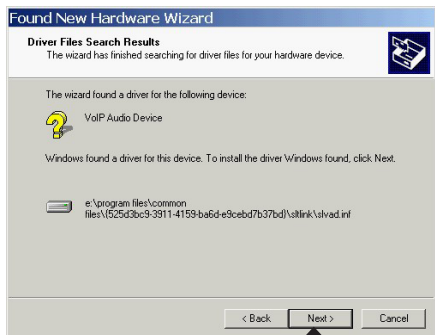 Found New Hardware Wizard
Driver Files Search Results
The wizard has finished searching for driver files for your hardware device.
The wizard found a driver for the following device:
VoIP Audio Device
Windows found a driver for this device. To install the driver Windows found, click Next.
e:\program files\common
files\{525d3bc9-3911-4159-ba6d-e9cebd7b37bd}\sltlink\slvad.inf
< Back
Next >
Cancel